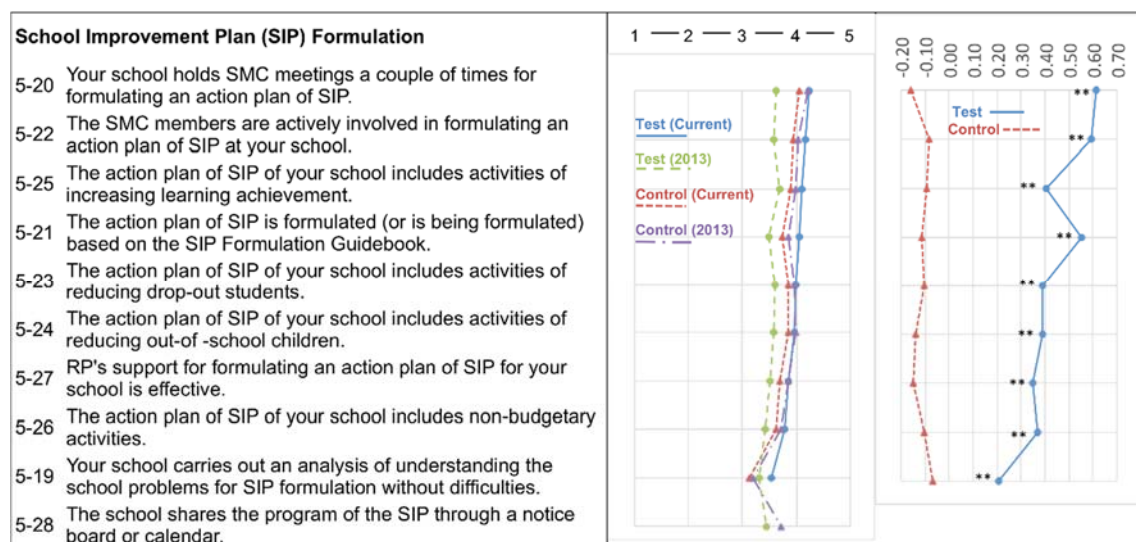 School Improvement Plan (SIP) Formulation
5-20 Your school holds SMC meetings a couple of times for
formulating an action plan of SIP.
5-22 The SMC members are actively involved in formulating an
action plan of SIP at your school.
5-25 The action plan of SIP of your school includes activities of
increasing learning achievement.
5-21 The action plan of SIP is formulated (or is being formulated)
based on the SIP Formulation Guidebook.
5-23 The action plan of SIP of your school includes activities of
reducing drop-out students.
5-24 The action plan of SIP of your school includes activities of
reducing out-of -school children.
5-27 RP's support for formulating an action plan of SIP for your
school is effective.
5-26 The action plan of SIP of your school includes non-budgetary
activities.
5-19 Your school carries out an analysis of understanding the
school problems for SIP formulation without difficulties.
5-28 The school shares the program of the SIP through a notice
board or calendar.
1 — 2 — 3 — 4 — 5
Test (Current)
Test (2013)
Control (Current)
Control (2013)
-0.20 -0.10 0.00 0.10 0.20 0.30 0.40 0.50 0.60 0.70
Test
Control
**
**
**
**
**
**
**
**
**